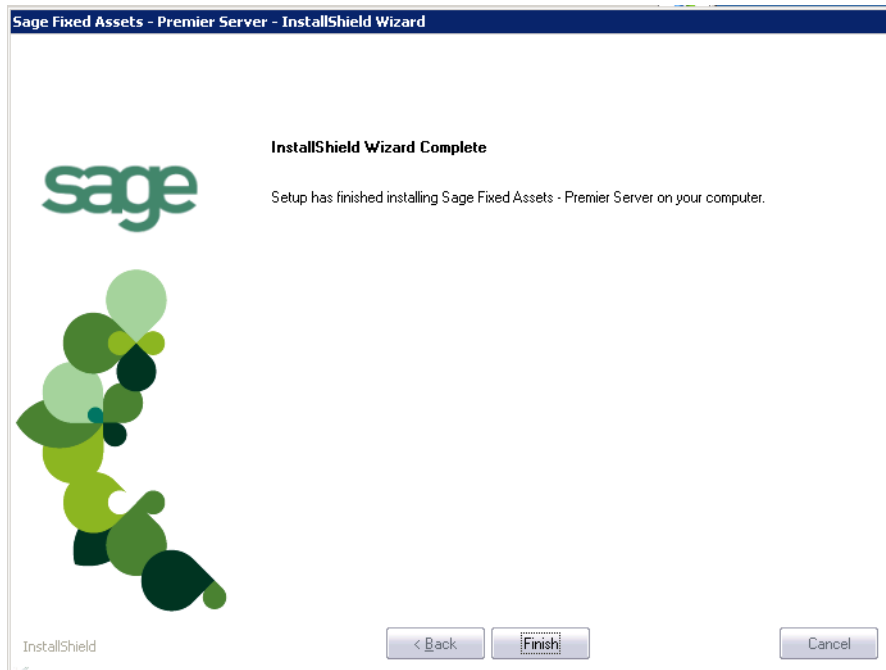 Sage Fixed Assets - Premier Server - InstallShield Wizard
InstallShield Wizard Complete
sage
Setup has finished installing Sage Fixed Assets - Premier Server on your computer.
InstallShield
< Back
Finish
Cancel